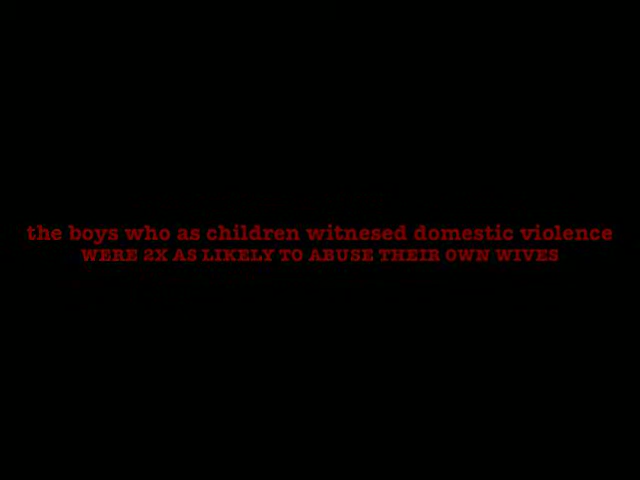 the boys who as children witnesed domestic violence
WERE 2X AS LIKELY TO ABUSE THEIR OWN WIVES